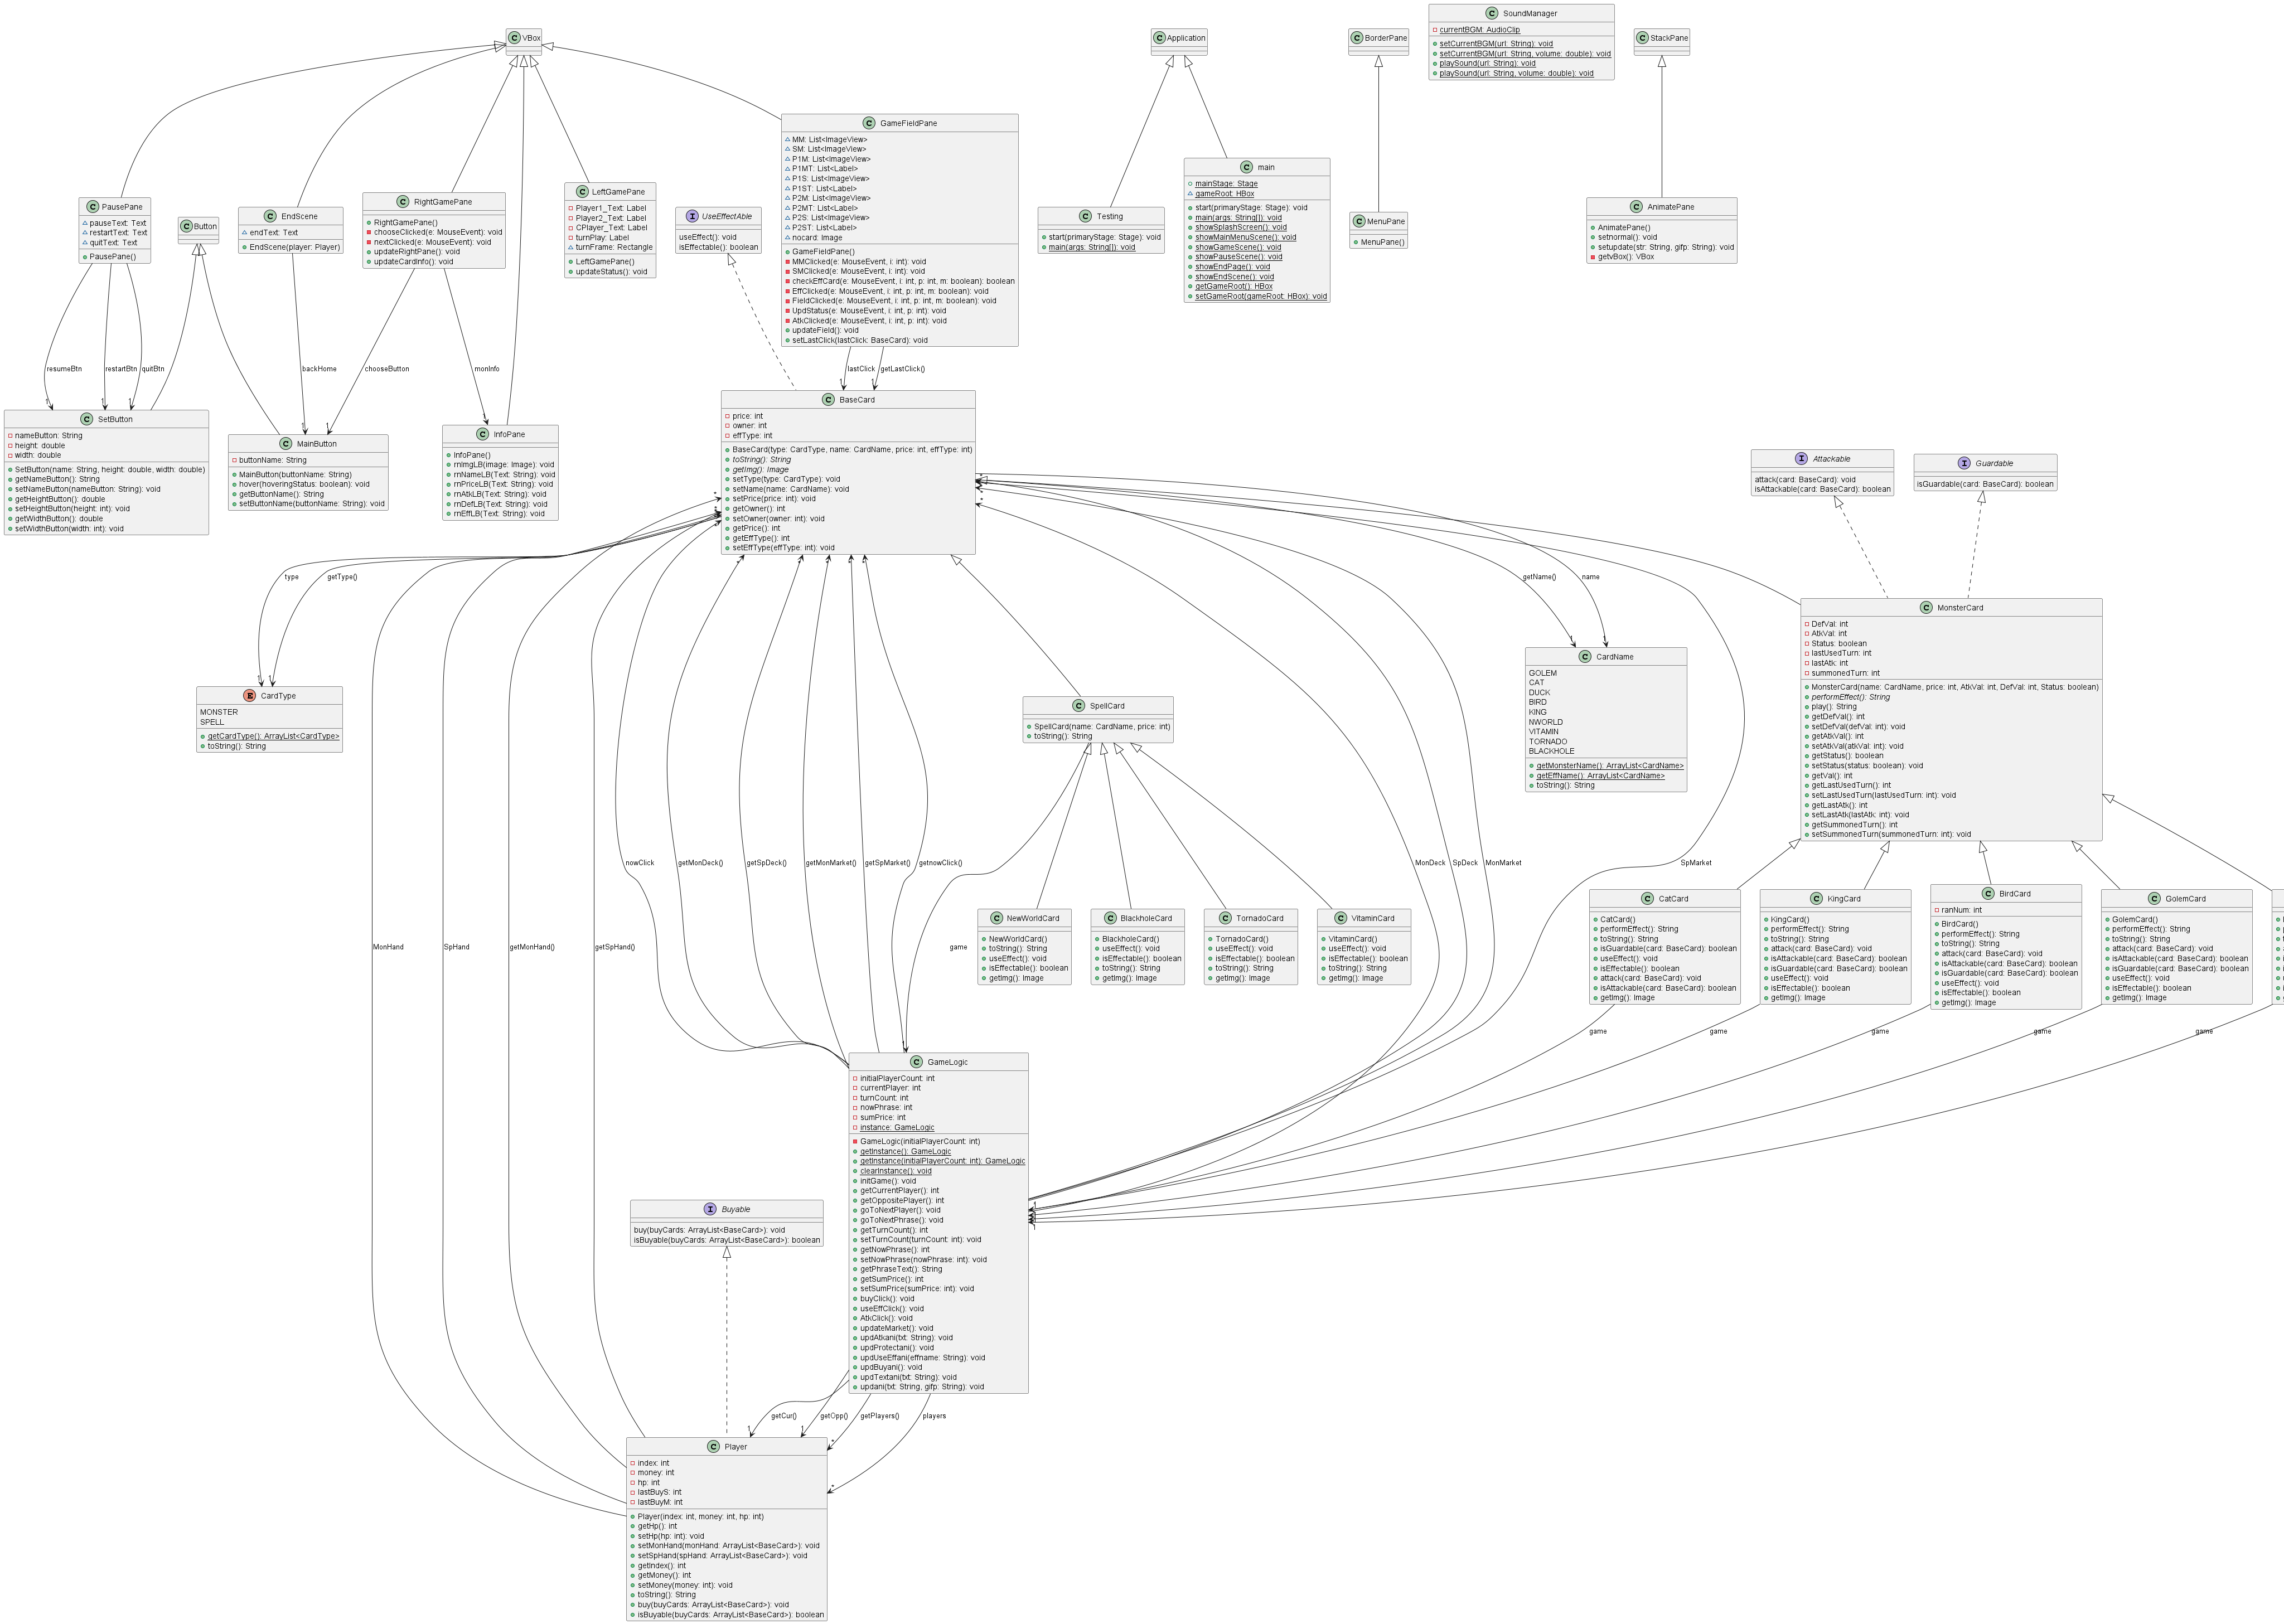 C VBox
C Application
C BorderPane
C SoundManager
currentBGM: AudioClip
setCurrentBGM(url: String): void
setCurrentBGM(url: String, volume: double): void
playSound(url: String): void
playSound(url: String, volume: double): void
C StackPane
C GameFieldPane
MM: List<ImageView>
SM: List<ImageView>
P1M: List<ImageView>
P1MT: List<Label>
P1S: List<ImageView>
P1ST: List<Label>
P2M: List<ImageView>
P2MT: List<Label>
P2S: List<ImageView>
P2ST: List<Label>
nocard: Image
GameFieldPane()
MMClicked(e: MouseEvent, i: int): void
SMClicked(e: MouseEvent, i: int): void
checkEffCard(e: MouseEvent, i: int, p: int, m: boolean): boolean
EffClicked(e: MouseEvent, i: int, p: int, m: boolean): void
FieldClicked(e: MouseEvent, i: int, p: int, m: boolean): void
UpdStatus(e: MouseEvent, i: int, p: int): void
AtkClicked(e: MouseEvent, i: int, p: int): void
updateField(): void
setLastClick(lastClick: BaseCard): void
C PausePane
pauseText: Text
restartText: Text
quitText: Text
PausePane()
C Button
C EndScene
endText: Text
EndScene(player: Player)
C RightGamePane
RightGamePane()
chooseClicked(e: MouseEvent): void
nextClicked(e: MouseEvent): void
updateRightPane(): void
updateCardInfo(): void
C LeftGamePane
Player1_Text: Label
Player2_Text: Label
CPlayer_Text: Label
turnPlay: Label
turnFrame: Rectangle
LeftGamePane()
updateStatus(): void
I UseEffectAble
useEffect(): void
isEffectable(): boolean
C Testing
start(primaryStage: Stage): void
main(args: String[]): void
C main
mainStage: Stage
gameRoot: HBox
start(primaryStage: Stage): void
main(args: String[]): void
showSplashScreen(): void
showMainMenuScene(): void
showGameScene(): void
showPauseScene(): void
showEndPage(): void
showEndScene(): void
getGameRoot(): HBox
setGameRoot(gameRoot: HBox): void
C MenuPane
MenuPane()
C AnimatePane
AnimatePane()
setnormal(): void
setupdate(str: String, gifp: String): void
getvBox(): VBox
resumeBtn
restartBtn
quitBtn
backHome
chooseButton
monInfo
lastClick
getLastClick()
1
1
1
1
1
1
1
1
C SetButton
nameButton: String
height: double
width: double
SetButton(name: String, height: double, width: double)
getNameButton(): String
setNameButton(nameButton: String): void
getHeightButton(): double
setHeightButton(height: int): void
getWidthButton(): double
setWidthButton(width: int): void
C MainButton
buttonName: String
MainButton(buttonName: String)
hover(hoveringStatus: boolean): void
getButtonName(): String
setButtonName(buttonName: String): void
C InfoPane
InfoPane()
rnImgLB(image: Image): void
rnNameLB(Text: String): void
rnPriceLB(Text: String): void
rnAtkLB(Text: String): void
rnDefLB(Text: String): void
rnEffLB(Text: String): void
C BaseCard
price: int
owner: int
effType: int
BaseCard(type: CardType, name: CardName, price: int, effType: int)
toString(): String
getImg(): Image
setType(type: CardType): void
setName(name: CardName): void
setPrice(price: int): void
getOwner(): int
setOwner(owner: int): void
getPrice(): int
getEffType(): int
setEffType(effType: int): void
I Attackable
attack(card: BaseCard): void
isAttackable(card: BaseCard): boolean
I Guardable
isGuardable(card: BaseCard): boolean
type
getType()
getName()
name
1
1
1
1
E CardType
MONSTER
SPELL
getCardType(): ArrayList<CardType>
toString(): String
C SpellCard
SpellCard(name: CardName, price: int)
toString(): String
C CardName
GOLEM
CAT
DUCK
BIRD
KING
NWORLD
VITAMIN
TORNADO
BLACKHOLE
getMonsterName(): ArrayList<CardName>
getEffName(): ArrayList<CardName>
toString(): String
C MonsterCard
DefVal: int
AtkVal: int
Status: boolean
lastUsedTurn: int
lastAtk: int
summonedTurn: int
MonsterCard(name: CardName, price: int, AtkVal: int, DefVal: int, Status: boolean)
performEffect(): String
play(): String
getDefVal(): int
setDefVal(defVal: int): void
getAtkVal(): int
setAtkVal(atkVal: int): void
getStatus(): boolean
setStatus(status: boolean): void
getVal(): int
getLastUsedTurn(): int
setLastUsedTurn(lastUsedTurn: int): void
getLastAtk(): int
setLastAtk(lastAtk: int): void
getSummonedTurn(): int
setSummonedTurn(summonedTurn: int): void
MonHand
SpHand
getMonHand()
getSpHand()
nowClick
getMonDeck()
getSpDeck()
getMonMarket()
getSpMarket()
getnowClick()
game
MonDeck
SpDeck
MonMarket
SpMarket
C NewWorldCard
NewWorldCard()
toString(): String
useEffect(): void
isEffectable(): boolean
getImg(): Image
C BlackholeCard
BlackholeCard()
useEffect(): void
isEffectable(): boolean
toString(): String
getImg(): Image
C TornadoCard
TornadoCard()
useEffect(): void
isEffectable(): boolean
toString(): String
getImg(): Image
C VitaminCard
VitaminCard()
useEffect(): void
isEffectable(): boolean
toString(): String
getImg(): Image
C CatCard
CatCard()
performEffect(): String
toString(): String
isGuardable(card: BaseCard): boolean
useEffect(): void
isEffectable(): boolean
attack(card: BaseCard): void
isAttackable(card: BaseCard): boolean
getImg(): Image
C KingCard
KingCard()
performEffect(): String
toString(): String
attack(card: BaseCard): void
isAttackable(card: BaseCard): boolean
isGuardable(card: BaseCard): boolean
useEffect(): void
isEffectable(): boolean
getImg(): Image
C BirdCard
ranNum: int
BirdCard()
performEffect(): String
toString(): String
attack(card: BaseCard): void
isAttackable(card: BaseCard): boolean
isGuardable(card: BaseCard): boolean
useEffect(): void
isEffectable(): boolean
getImg(): Image
C GolemCard
GolemCard()
performEffect(): String
toString(): String
attack(card: BaseCard): void
isAttackable(card: BaseCard): boolean
isGuardable(card: BaseCard): boolean
useEffect(): void
isEffectable(): boolean
getImg(): Image
game
game
game
game
game
C GameLogic
initialPlayerCount: int
currentPlayer: int
turnCount: int
nowPhrase: int
sumPrice: int
instance: GameLogic
GameLogic(initialPlayerCount: int)
getInstance(): GameLogic
getInstance(initialPlayerCount: int): GameLogic
clearInstance(): void
initGame(): void
getCurrentPlayer(): int
getOppositePlayer(): int
goToNextPlayer(): void
goToNextPhrase(): void
getTurnCount(): int
setTurnCount(turnCount: int): void
getNowPhrase(): int
setNowPhrase(nowPhrase: int): void
getPhraseText(): String
getSumPrice(): int
setSumPrice(sumPrice: int): void
buyClick(): void
useEffClick(): void
AtkClick(): void
updateMarket(): void
updAtkani(txt: String): void
updProtectani(): void
updUseEffani(effname: String): void
updBuyani(): void
updTextani(txt: String): void
updani(txt: String, gifp: String): void
I Buyable
buy(buyCards: ArrayList<BaseCard>): void
isBuyable(buyCards: ArrayList<BaseCard>): boolean
getCur()
getOpp()
getPlayers()
players
1
1
*
*
C Player
index: int
money: int
hp: int
lastBuyS: int
lastBuyM: int
Player(index: int, money: int, hp: int)
getHp(): int
setHp(hp: int): void
setMonHand(monHand: ArrayList<BaseCard>): void
setSpHand(spHand: ArrayList<BaseCard>): void
getIndex(): int
getMoney(): int
setMoney(money: int): void
toString(): String
buy(buyCards: ArrayList<BaseCard>): void
isBuyable(buyCards: ArrayList<BaseCard>): boolean